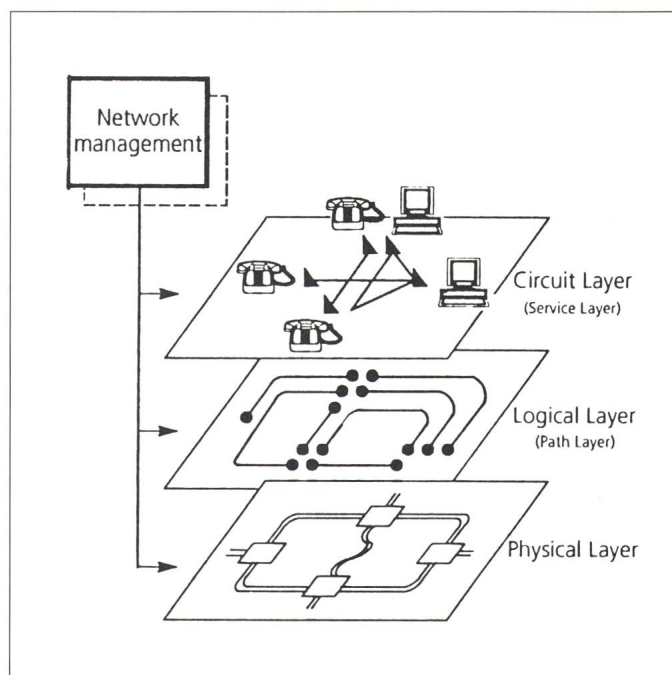 Network
management
Circuit Layer
(Service Layer)
Logical Layer
(Path Layer)
Physical Layer